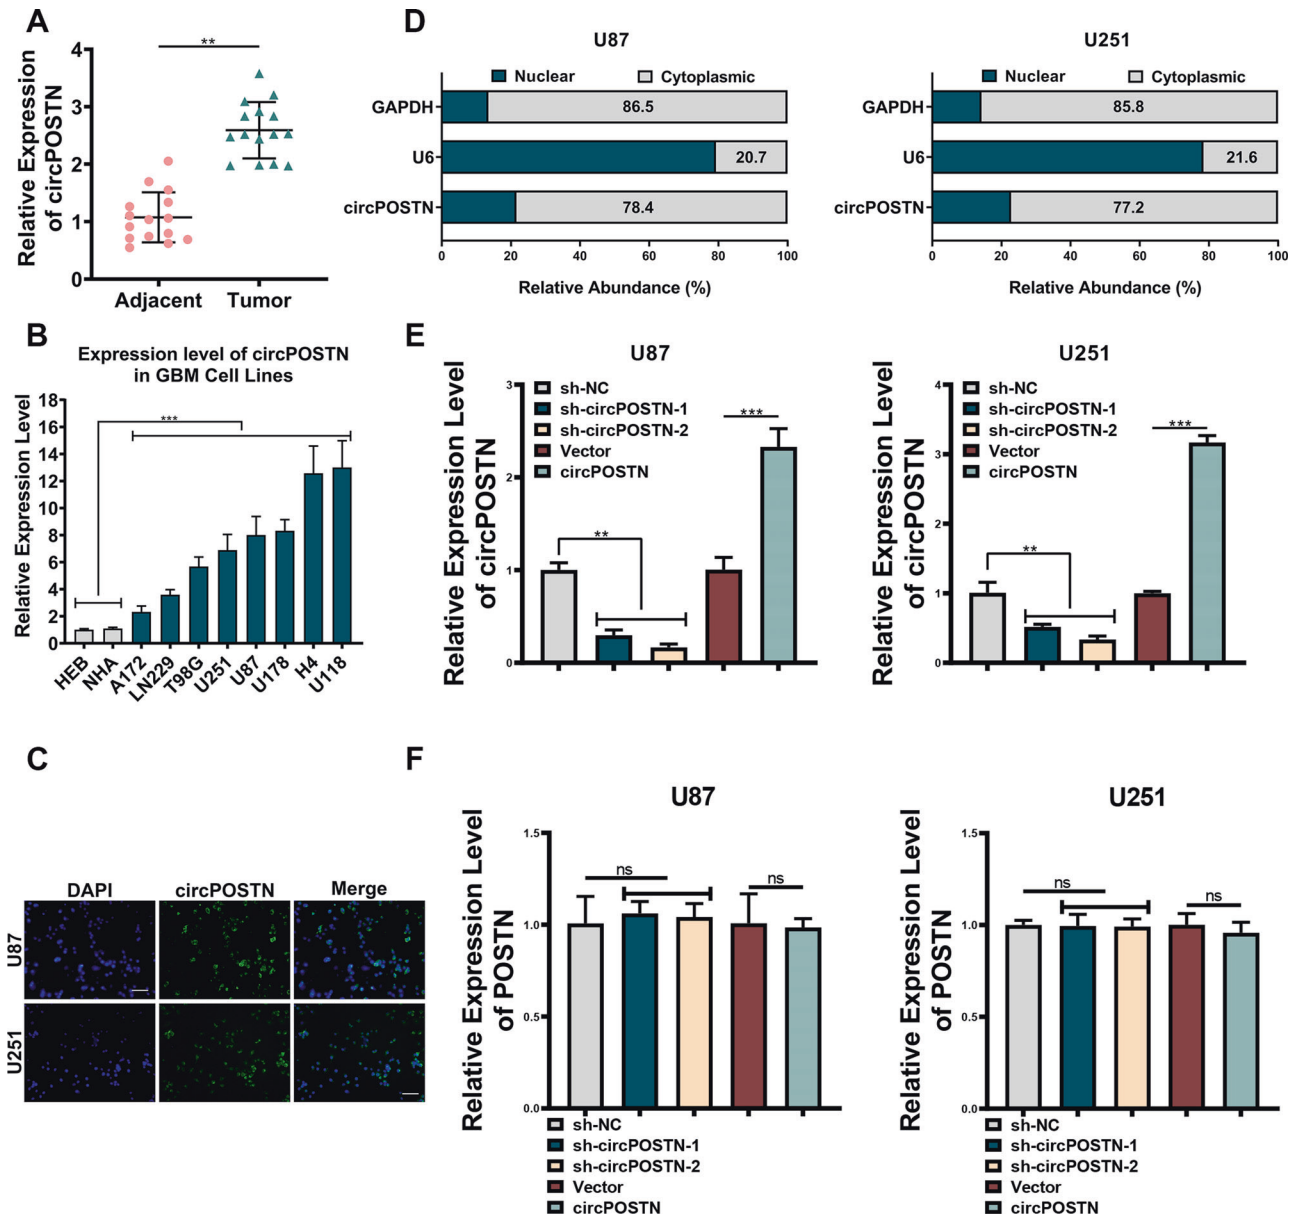 A
**
Relative Expression
of circPOSTN
4
3
2
1
0
Adjacent
Tumor
B
Expression level of circPOSTN
in GBM Cell Lines
Relative Expression Level
18
16
14
12
10
8
6
4
2
0
***
HEB
NHA
A172
LN229
T98G
U251
U87
U178
H4
U118
C
DAPI
circPOSTN
Merge
U87
U251
D
U87
Nuclear
Cytoplasmic
GAPDH
86.5
U6
20.7
circPOSTN
78.4
0
20
40
60
80
100
Relative Abundance (%)
U251
Nuclear
Cytoplasmic
GAPDH
85.8
U6
21.6
circPOSTN
77.2
0
20
40
60
80
100
Relative Abundance (%)
E
U87
Relative Expression Level
of circPOSTN
3
2
1
0
sh-NC
sh-circPOSTN-1
sh-circPOSTN-2
Vector
circPOSTN
**
***
U251
Relative Expression Level
of circPOSTN
4
3
2
1
0
sh-NC
sh-circPOSTN-1
sh-circPOSTN-2
Vector
circPOSTN
**
***
F
U87
Relative Expression Level
of POSTN
1.5
1.0
0.5
0.0
ns
ns
sh-NC
sh-circPOSTN-1
sh-circPOSTN-2
Vector
circPOSTN
U251
Relative Expression Level
of POSTN
1.5
1.0
0.5
0.0
ns
ns
sh-NC
sh-circPOSTN-1
sh-circPOSTN-2
Vector
circPOSTN